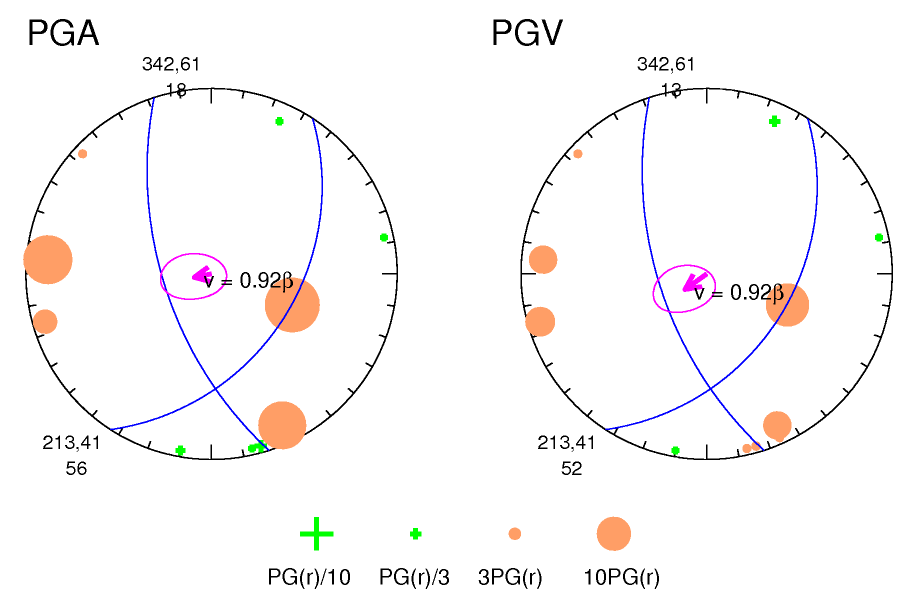 PGA PGV
342,61 342,61
18 13
v = 0.92β v = 0.92β
213,41 213,41
56 52
PG(r)/10 PG(r)/3 3PG(r) 10PG(r)